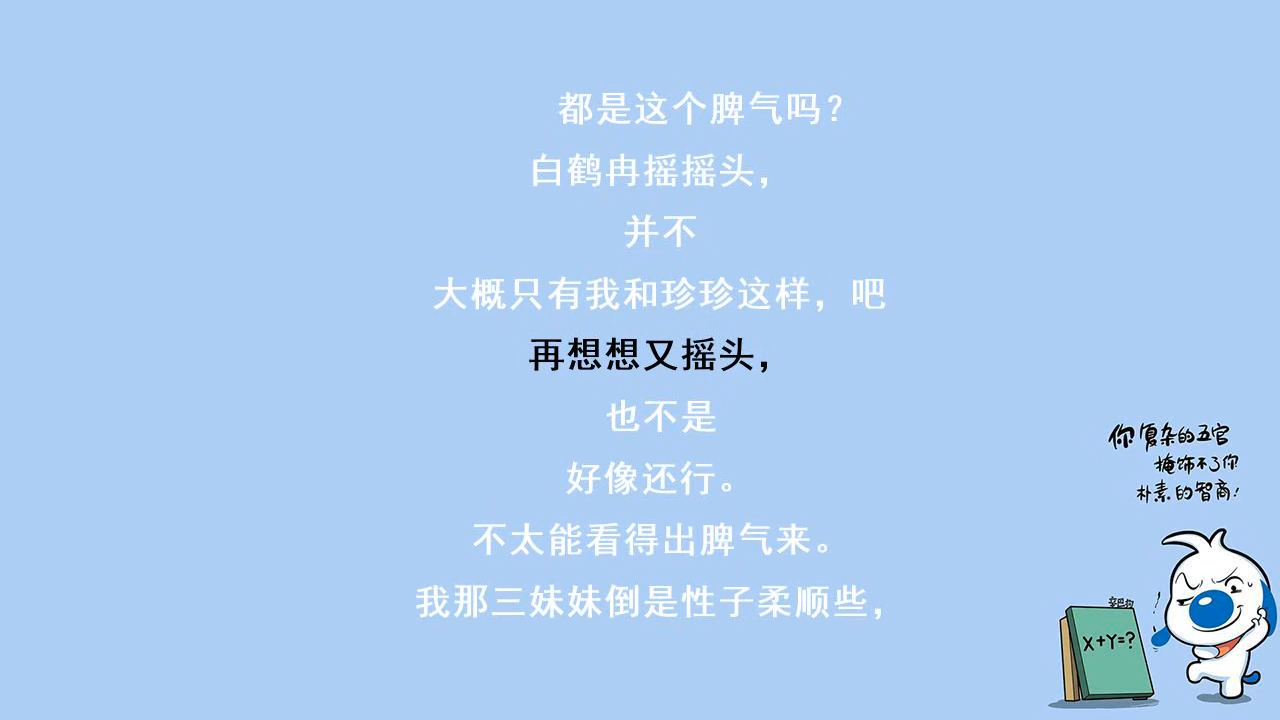 都是这个脾气吗？
白鹤冉摇摇头，
并不
大概只有我和珍珍这样，吧
再想想又摇头，
也不是
好像还行。
不太能看得出脾气来。
我那三妹妹倒是性子柔顺些，
你复杂的五官
掩饰不了你
朴素的智商！
X+Y=?